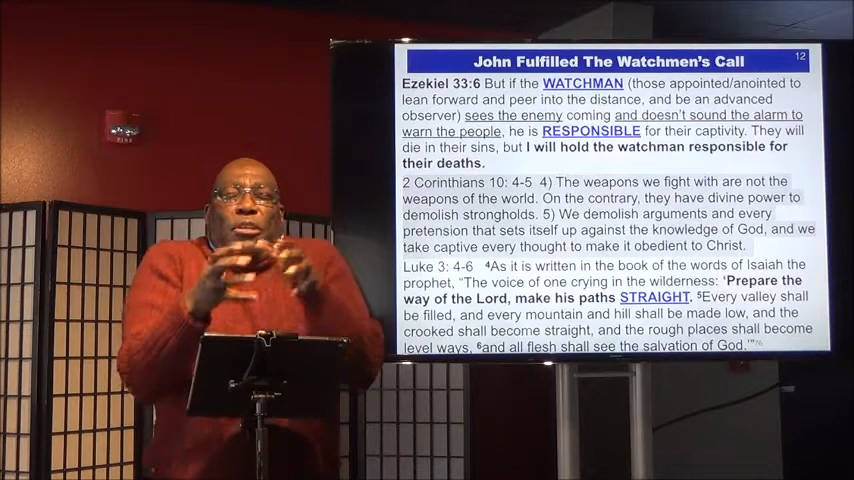 John Fulfilled The Watchmen's Call
12
Ezekiel 33:6 But if the WATCHMAN (those appointed/anointed to
lean forward and peer into the distance, and be an advanced
observer) sees the enemy coming and doesn't sound the alarm to
warn the people, he is RESPONSIBLE for their captivity. They will
die in their sins, but I will hold the watchman responsible for
their deaths.
2 Corinthians 10: 4-5 4) The weapons we fight with are not the
weapons of the world. On the contrary, they have divine power to
demolish strongholds. 5) We demolish arguments and every
pretension that sets itself up against the knowledge of God, and we
take captive every thought to make it obedient to Christ.
Luke 3: 4-6 4As it is written in the book of the words of Isaiah the
prophet, "The voice of one crying in the wilderness: 'Prepare the
way of the Lord, make his paths STRAIGHT. 5Every valley shall
be filled, and every mountain and hill shall be made low, and the
crooked shall become straight, and the rough places shall become
level ways, 6and all flesh shall see the salvation of God.'"76
FIRE